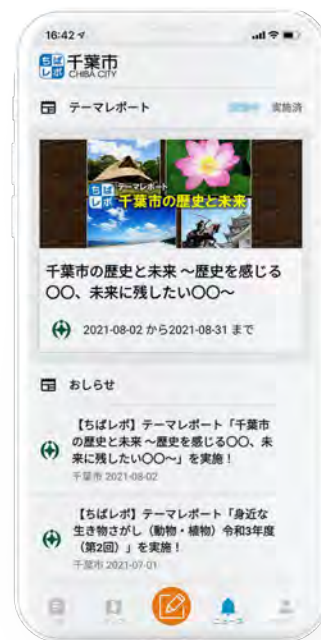 16:42
ちば
レポ
千葉市
CHIBA CITY
テーマレポート
実施済
ちば
レポ
テーマレポート
千葉市の歴史と未来
千葉市の歴史と未来 ～歴史を感じる
〇〇、未来に残したい〇〇～
2021-08-02 から2021-08-31 まで
おしらせ
【ちばレポ】テーマレポート「千葉市
の歴史と未来 ～歴史を感じる〇〇、未
来に残したい〇〇～」を実施！
千葉市 2021-08-02
【ちばレポ】テーマレポート「身近な
生き物さがし（動物・植物）令和3年度
（第2回）」を実施！
千葉市 2021-07-01
ニュース